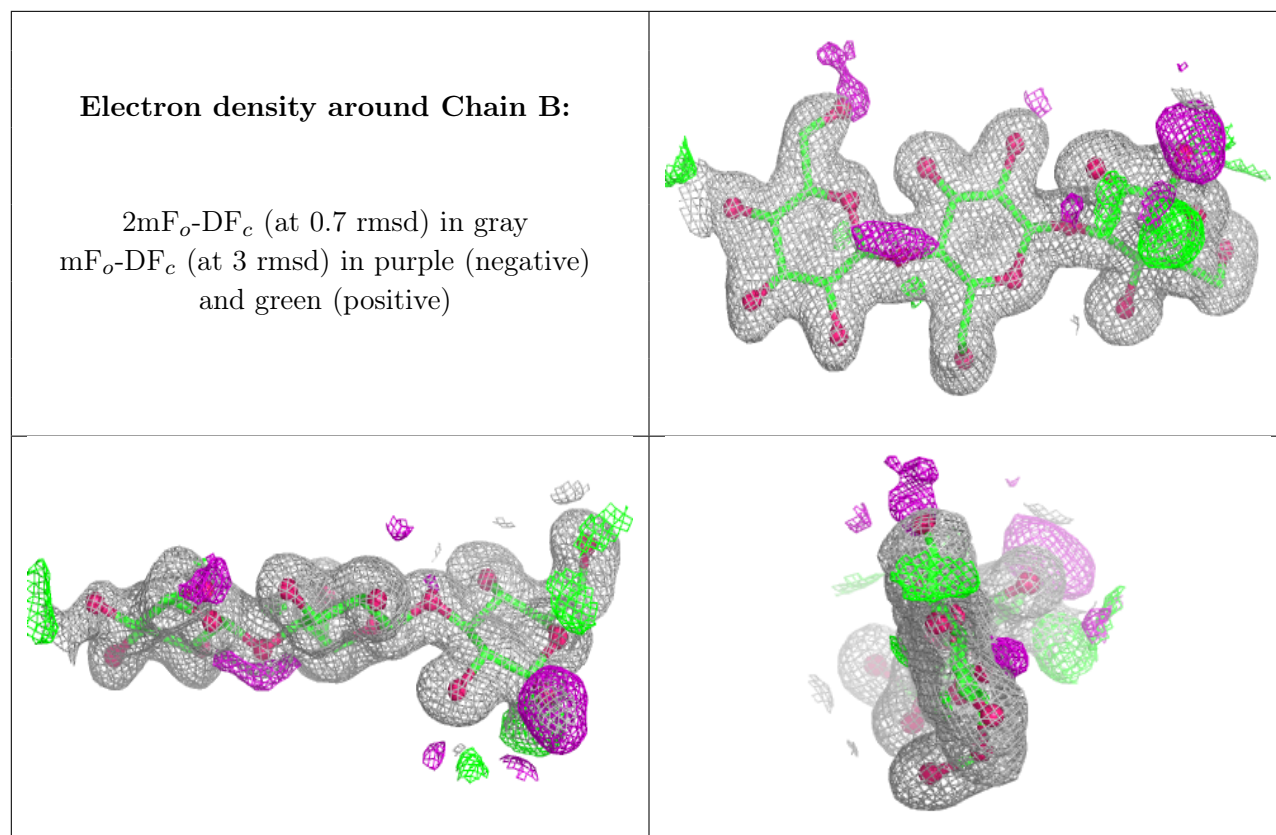 Electron density around Chain B:
2mFₒ-DF𝒸 (at 0.7 rmsd) in gray
mFₒ-DF𝒸 (at 3 rmsd) in purple (negative)
and green (positive)